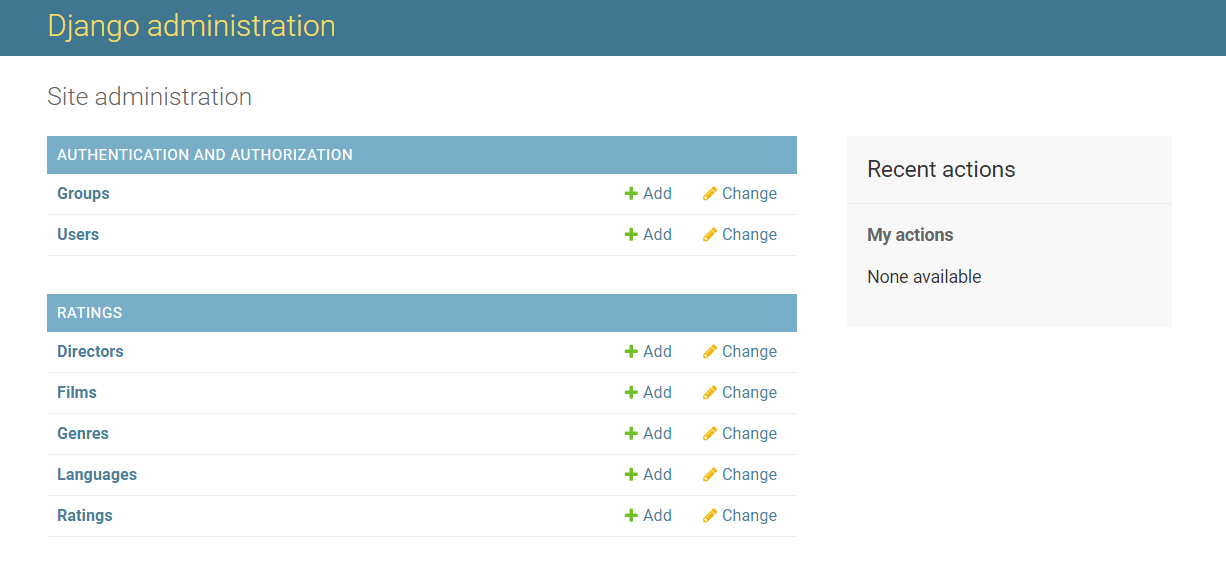 Django administration
Site administration
AUTHENTICATION AND AUTHORIZATION
Groups Add Change
Users Add Change
RATINGS
Directors Add Change
Films Add Change
Genres Add Change
Languages Add Change
Ratings Add Change
Recent actions
My actions
None available